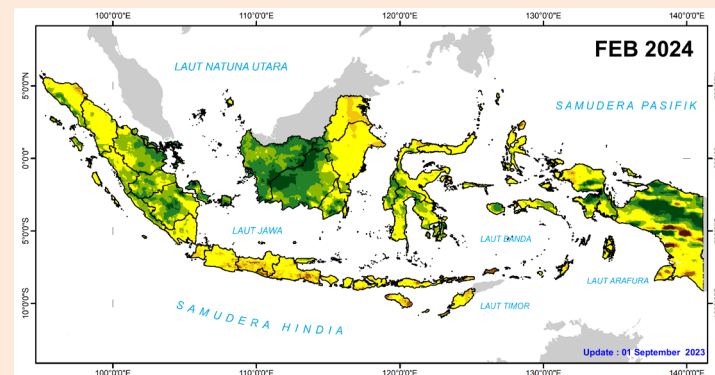 100°0'0"E 110°0'0"E 120°0'0"E 130°0'0"E 140°0'0"E
FEB 2024
LAUT NATUNA UTARA
5°0'0"N
SAMUDERA PASIFIK
0°0'0"
LAUT JAWA
LAUT BANDA
5°0'0"S
LAUT ARAFURA
10°0'0"S
SAMUDERA HINDIA
LAUT TIMOR
Update : 01 September 2023
100°0'0"E 110°0'0"E 120°0'0"E 130°0'0"E 140°0'0"E